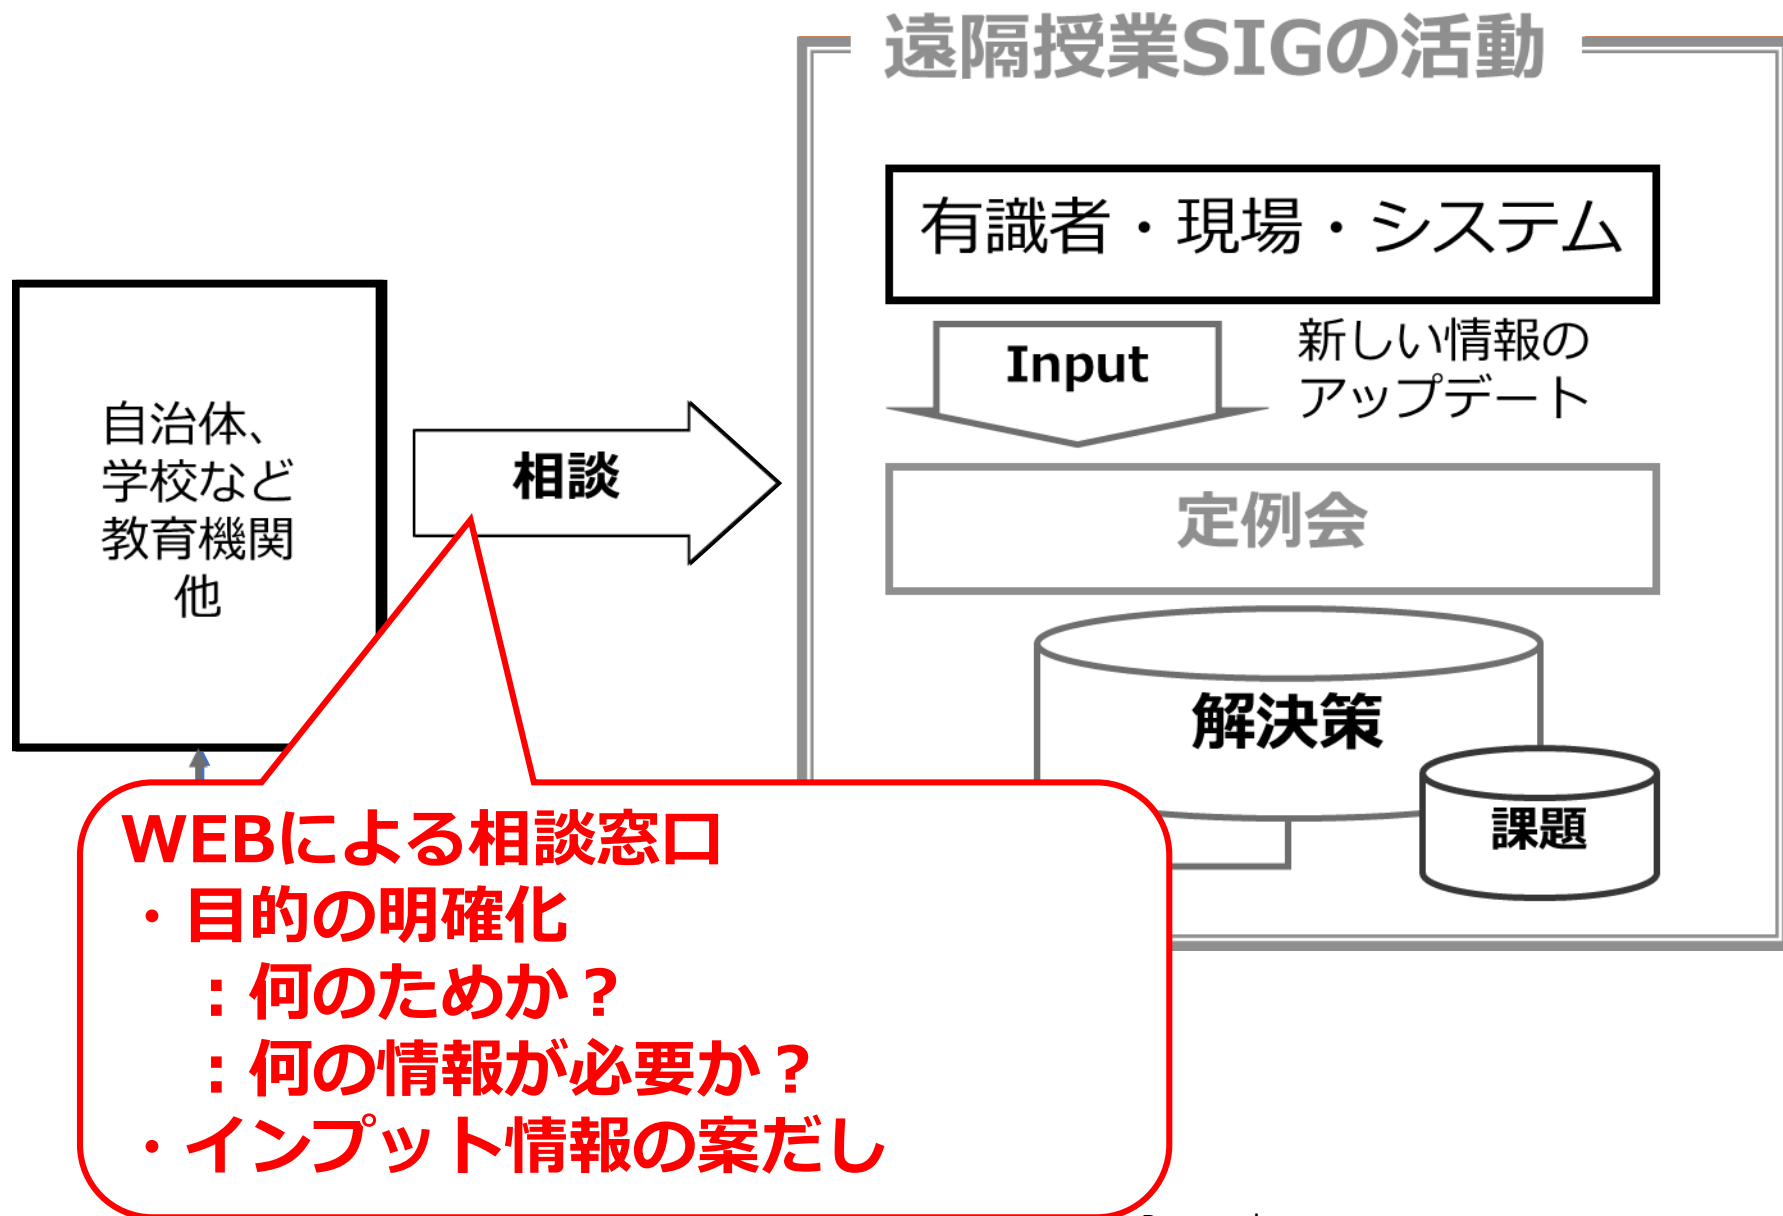 遠隔授業SIGの活動
有識者・現場・システム
Input
新しい情報の
アップデート
自治体、
学校など
教育機関
他
相談
定例会
解決策
課題
WEBによる相談窓口
・目的の明確化
：何のためか？
：何の情報が必要か？
・インプット情報の案だし